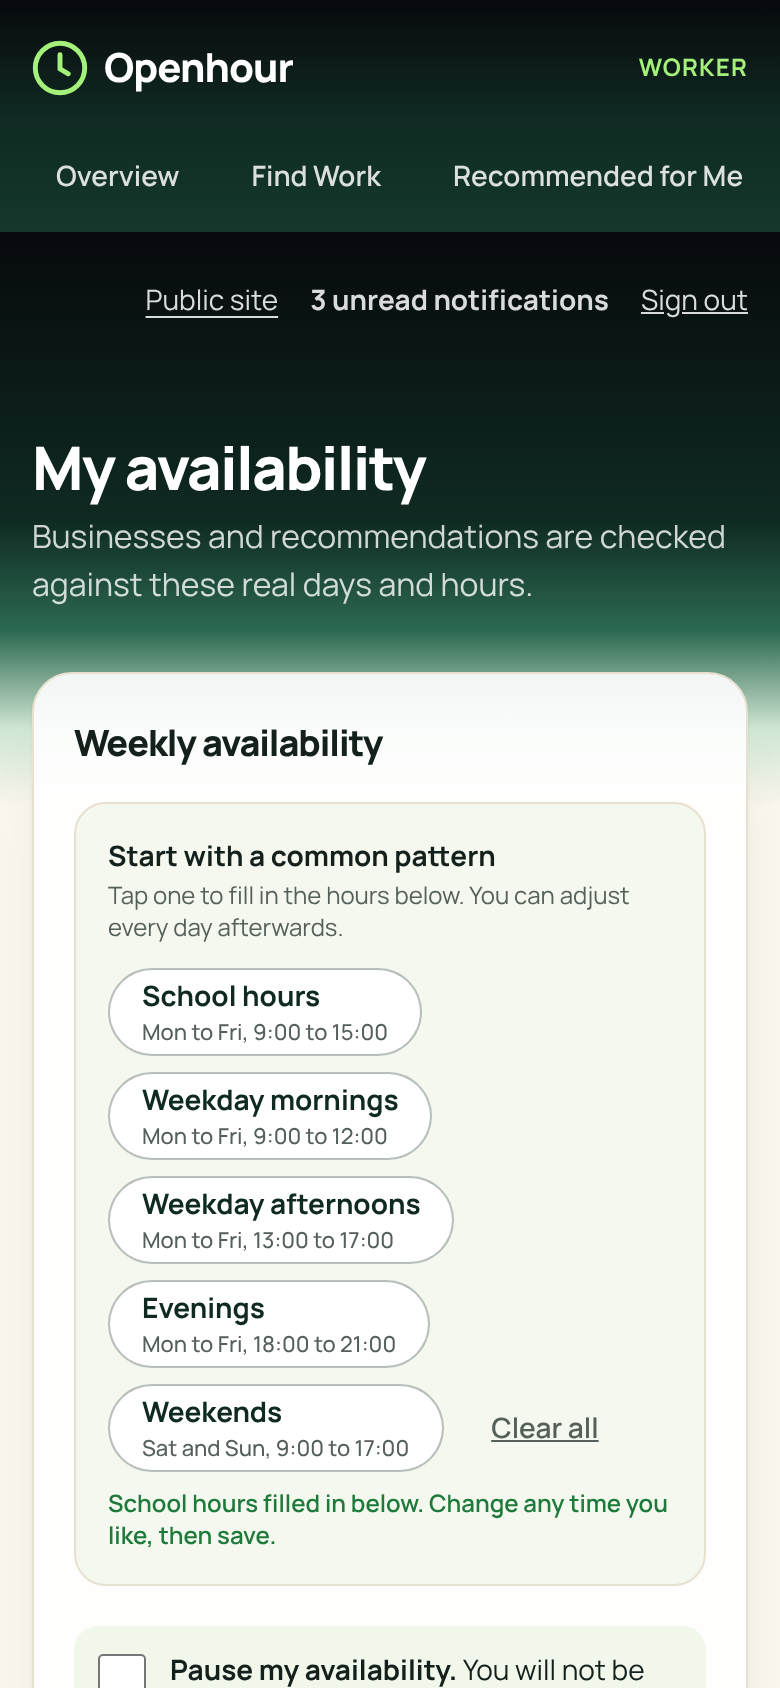 Openhour
WORKER
Overview
Find Work
Recommended for Me
Public site
3 unread notifications
Sign out
My availability
Businesses and recommendations are checked
against these real days and hours.
Weekly availability
Start with a common pattern
Tap one to fill in the hours below. You can adjust
every day afterwards.
School hours
Mon to Fri, 9:00 to 15:00
Weekday mornings
Mon to Fri, 9:00 to 12:00
Weekday afternoons
Mon to Fri, 13:00 to 17:00
Evenings
Mon to Fri, 18:00 to 21:00
Weekends
Sat and Sun, 9:00 to 17:00
Clear all
School hours filled in below. Change any time you
like, then save.
Pause my availability. You will not be